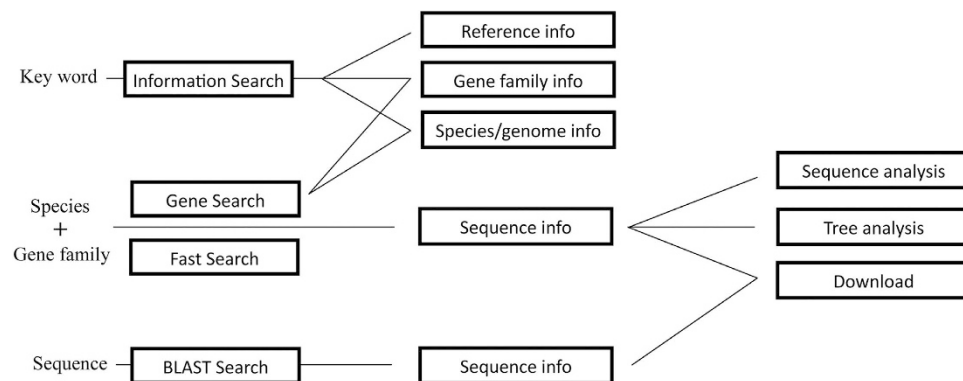 Reference info
Key word
Information Search
Gene family info
Species/genome info
Sequence analysis
Species
+
Gene family
Gene Search
Fast Search
Sequence info
Tree analysis
Download
Sequence
BLAST Search
Sequence info